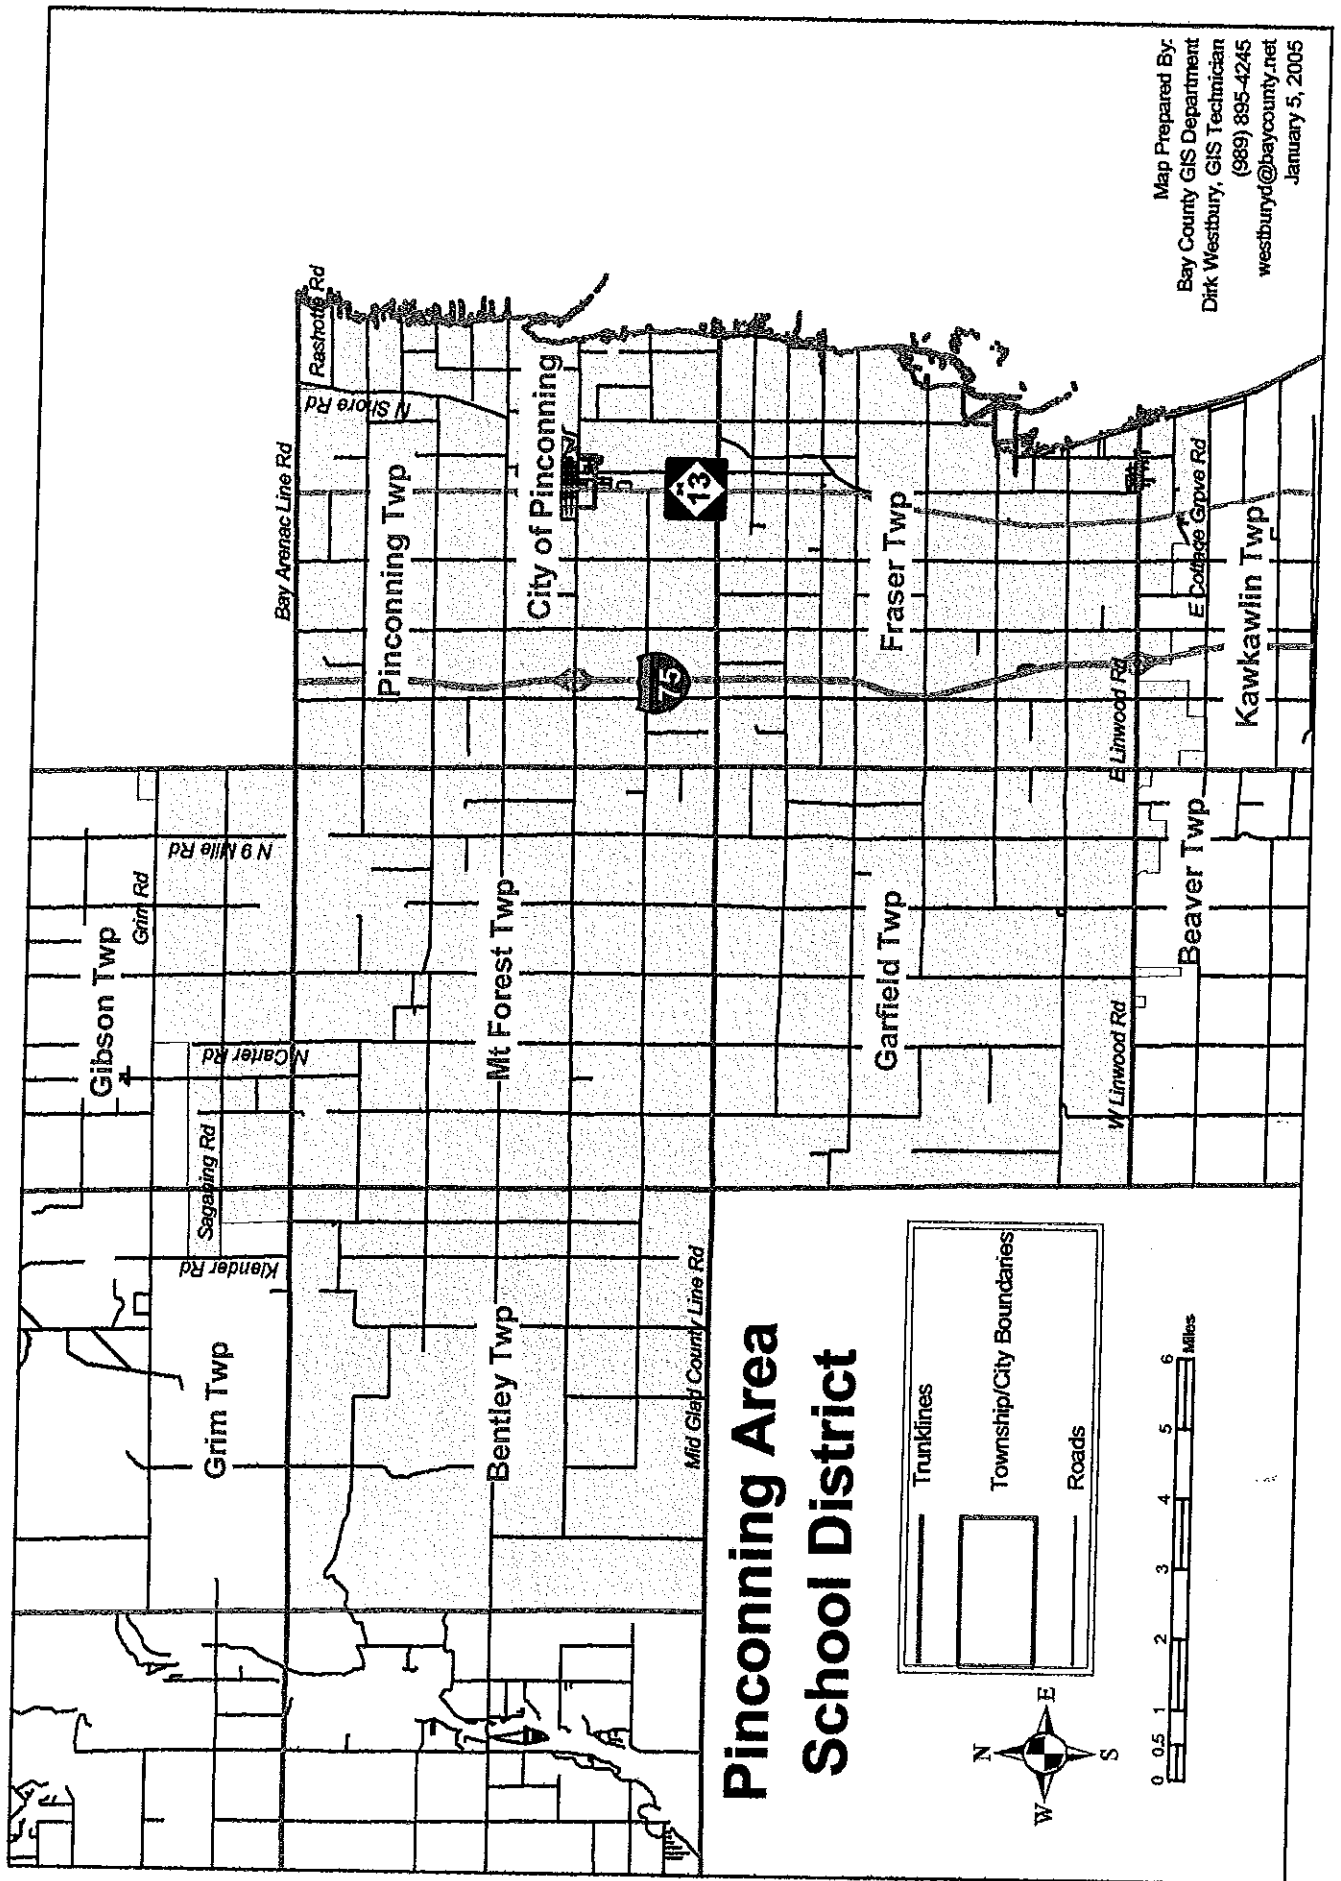 Gibson Twp
Grim Rd
N 9 Mile Rd
Bay Arenac Line Rd
Rashotte Rd
N Shore Rd
Sagabing Rd
N Carter Rd
Klender Rd
Grim Twp
Pinconning Twp
Bentley Twp
Mt Forest Twp
City of Pinconning
75
M
13
Mid Glad County Line Rd
Garfield Twp
Fraser Twp
W Linwood Rd
E Linwood Rd
E Cottage Grove Rd
Beaver Twp
Kawkawlin Twp
Pinconning Area
School District
Trunklines
Township/City Boundaries
Roads
N
W
E
S
0 0.5 1 2 3 4 5 6
Miles
Map Prepared By:
Bay County GIS Department
Dirk Westbury, GIS Technician
(989) 895-4245
westburyd@baycounty.net
January 5, 2005